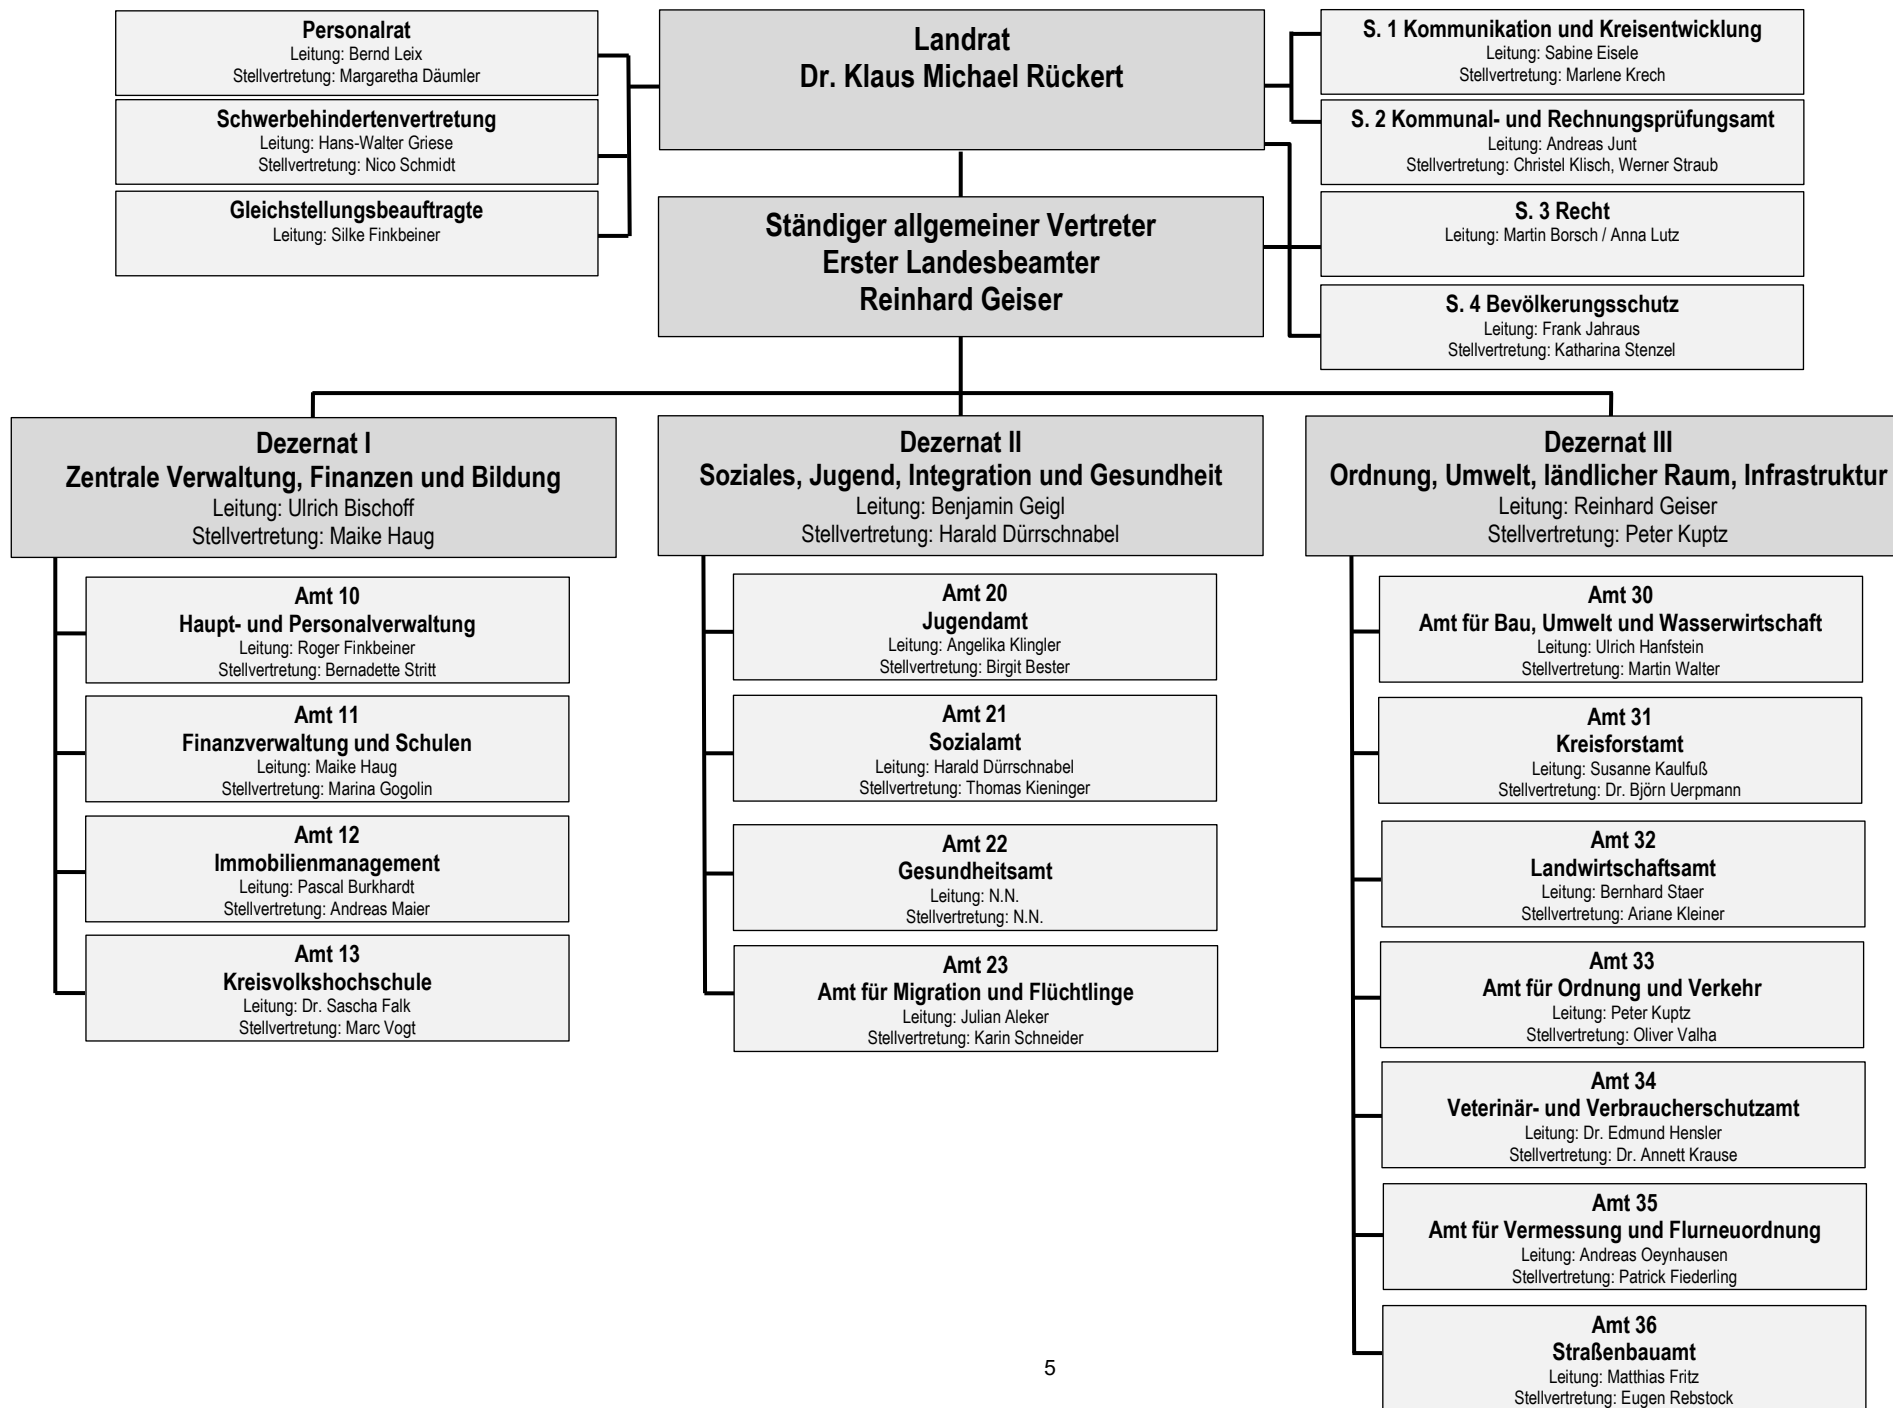 Personalrat
Leitung: Bernd Leix
Stellvertretung: Margaretha Däumler
Schwerbehindertenvertretung
Leitung: Hans-Walter Griese
Stellvertretung: Nico Schmidt
Gleichstellungsbeauftragte
Leitung: Silke Finkbeiner
Landrat
Dr. Klaus Michael Rückert
Ständiger allgemeiner Vertreter
Erster Landesbeamter
Reinhard Geiser
S. 1 Kommunikation und Kreisentwicklung
Leitung: Sabine Eisele
Stellvertretung: Marlene Krech
S. 2 Kommunal- und Rechnungsprüfungsamt
Leitung: Andreas Junt
Stellvertretung: Christel Klisch, Werner Straub
S. 3 Recht
Leitung: Martin Borsch / Anna Lutz
S. 4 Bevölkerungsschutz
Leitung: Frank Jahraus
Stellvertretung: Katharina Stenzel
Dezernat I
Zentrale Verwaltung, Finanzen und Bildung
Leitung: Ulrich Bischoff
Stellvertretung: Maike Haug
Amt 10
Haupt- und Personalverwaltung
Leitung: Roger Finkbeiner
Stellvertretung: Bernadette Stritt
Amt 11
Finanzverwaltung und Schulen
Leitung: Maike Haug
Stellvertretung: Marina Gogolin
Amt 12
Immobilienmanagement
Leitung: Pascal Burkhardt
Stellvertretung: Andreas Maier
Amt 13
Kreisvolkshochschule
Leitung: Dr. Sascha Falk
Stellvertretung: Marc Vogt
Dezernat II
Soziales, Jugend, Integration und Gesundheit
Leitung: Benjamin Geigl
Stellvertretung: Harald Dürrschnabel
Amt 20
Jugendamt
Leitung: Angelika Klingler
Stellvertretung: Birgit Bester
Amt 21
Sozialamt
Leitung: Harald Dürrschnabel
Stellvertretung: Thomas Kieninger
Amt 22
Gesundheitsamt
Leitung: N.N.
Stellvertretung: N.N.
Amt 23
Amt für Migration und Flüchtlinge
Leitung: Julian Aleker
Stellvertretung: Karin Schneider
Dezernat III
Ordnung, Umwelt, ländlicher Raum, Infrastruktur
Leitung: Reinhard Geiser
Stellvertretung: Peter Kuptz
Amt 30
Amt für Bau, Umwelt und Wasserwirtschaft
Leitung: Ulrich Hanfstein
Stellvertretung: Martin Walter
Amt 31
Kreisforstamt
Leitung: Susanne Kaulfuß
Stellvertretung: Dr. Björn Uerpmann
Amt 32
Landwirtschaftsamt
Leitung: Bernhard Staer
Stellvertretung: Ariane Kleiner
Amt 33
Amt für Ordnung und Verkehr
Leitung: Peter Kuptz
Stellvertretung: Oliver Valha
Amt 34
Veterinär- und Verbraucherschutzamt
Leitung: Dr. Edmund Hensler
Stellvertretung: Dr. Annett Krause
Amt 35
Amt für Vermessung und Flurneuordnung
Leitung: Andreas Oeynhausen
Stellvertretung: Patrick Fiederling
Amt 36
Straßenbauamt
Leitung: Matthias Fritz
Stellvertretung: Eugen Rebstock
5